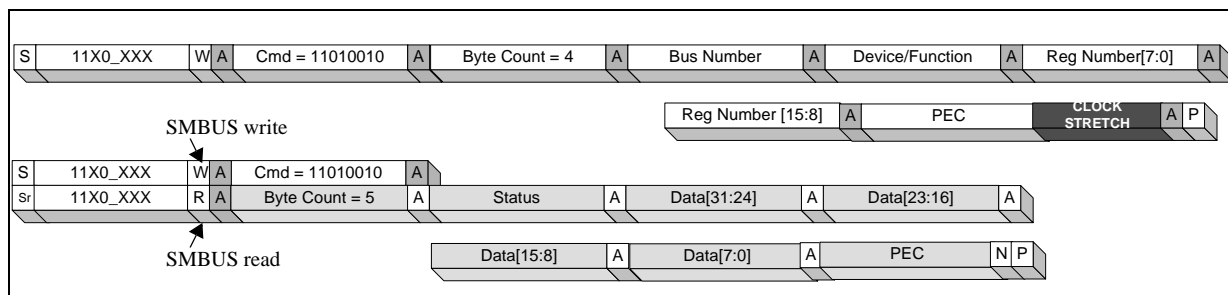 S 11X0_XXX W A Cmd = 11010010 A Byte Count = 4 A Bus Number A Device/Function A Reg Number[7:0] A
Reg Number [15:8] A PEC CLOCK STRETCH A P
SMBUS write
S 11X0_XXX W A Cmd = 11010010 A
Sr 11X0_XXX R A Byte Count = 5 A Status A Data[31:24] A Data[23:16] A
Data[15:8] A Data[7:0] A PEC N P
SMBUS read